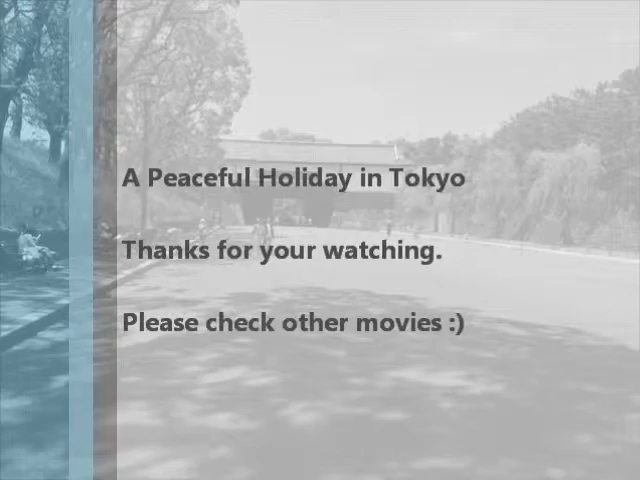 A Peaceful Holiday in Tokyo
Thanks for your watching.
Please check other movies :)